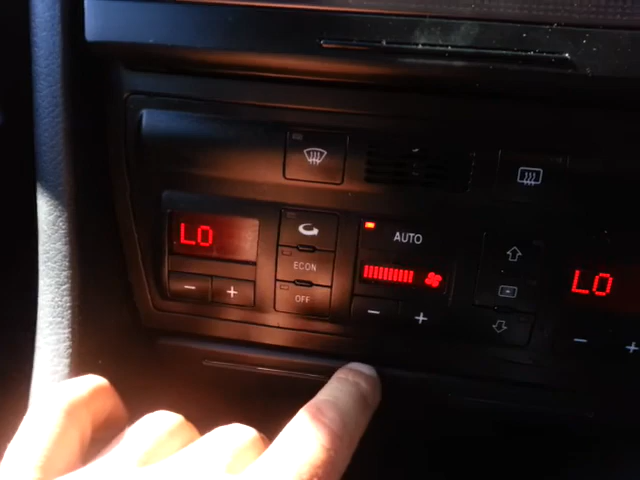 AUTO
LO
ECON
OFF
- +
- +
LO
- +